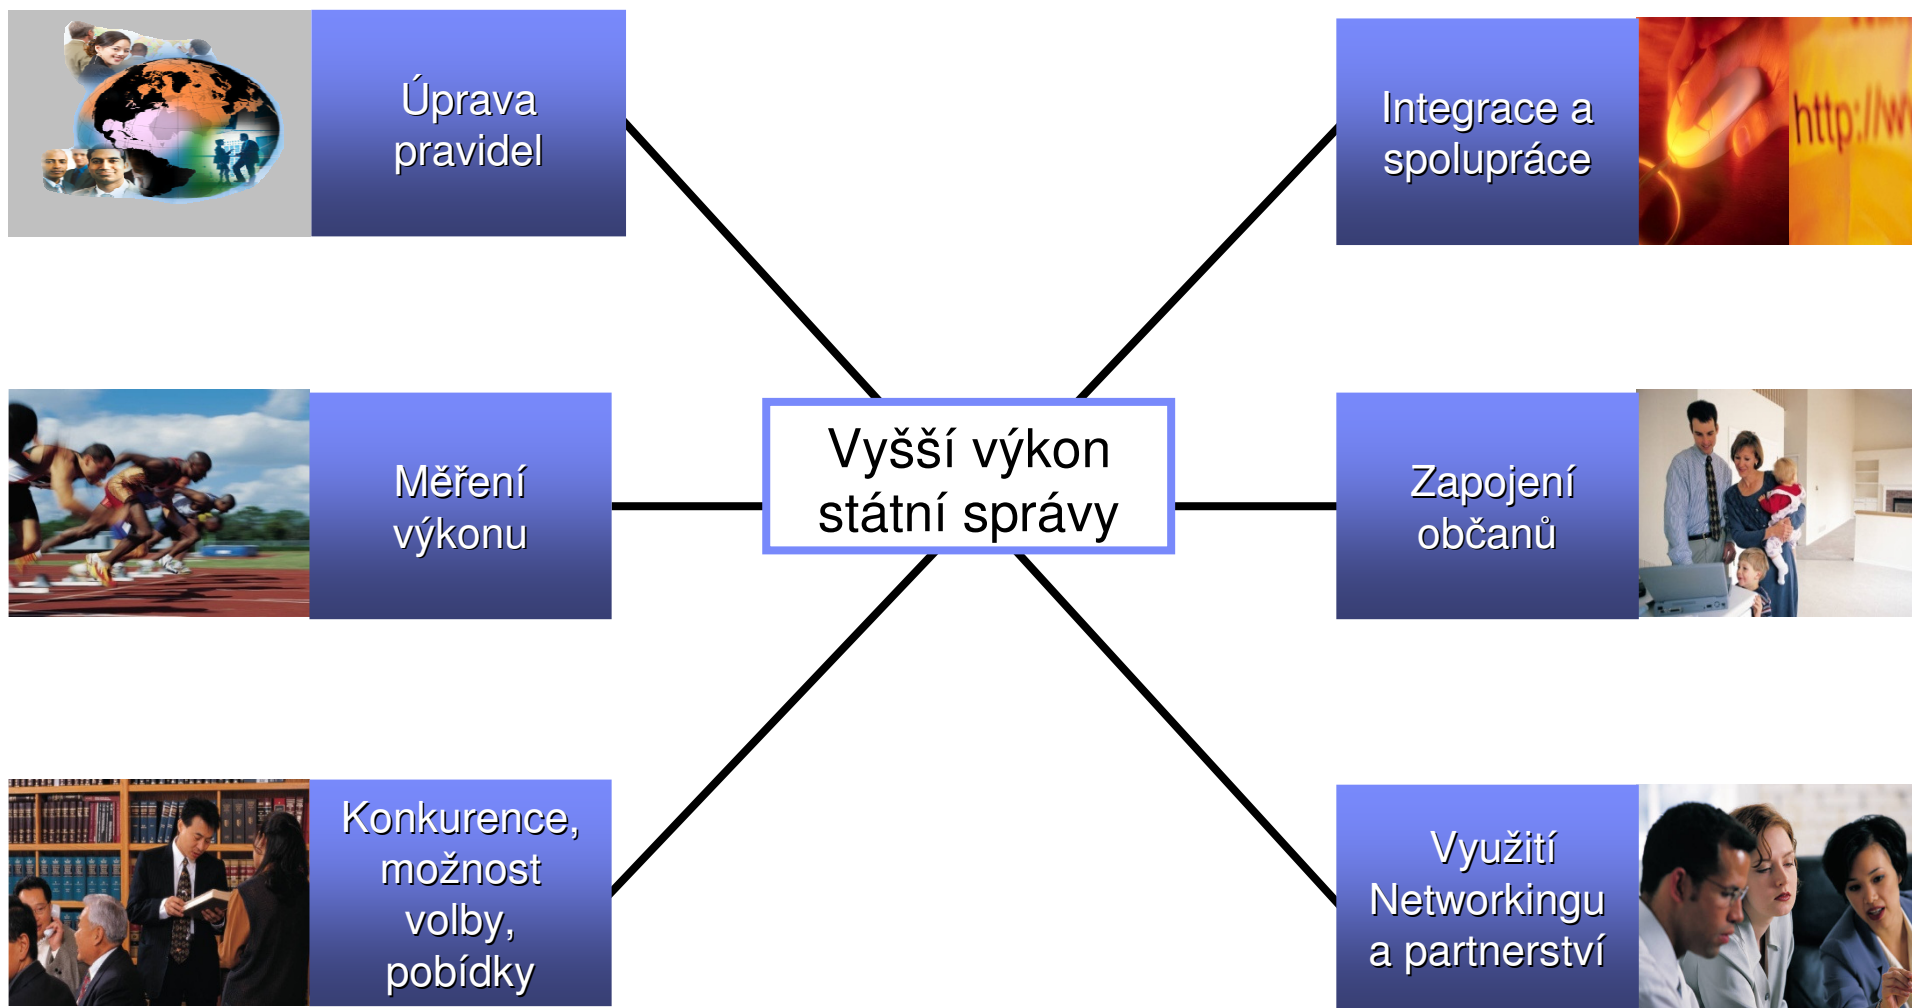 Úprava
pravidel
Integrace a
spolupráce
http://w
Měření
výkonu
Vyšší výkon
státní správy
Zapojení
občanů
Konkurence,
možnost
volby,
pobídky
Využití
Networkingu
a partnerství